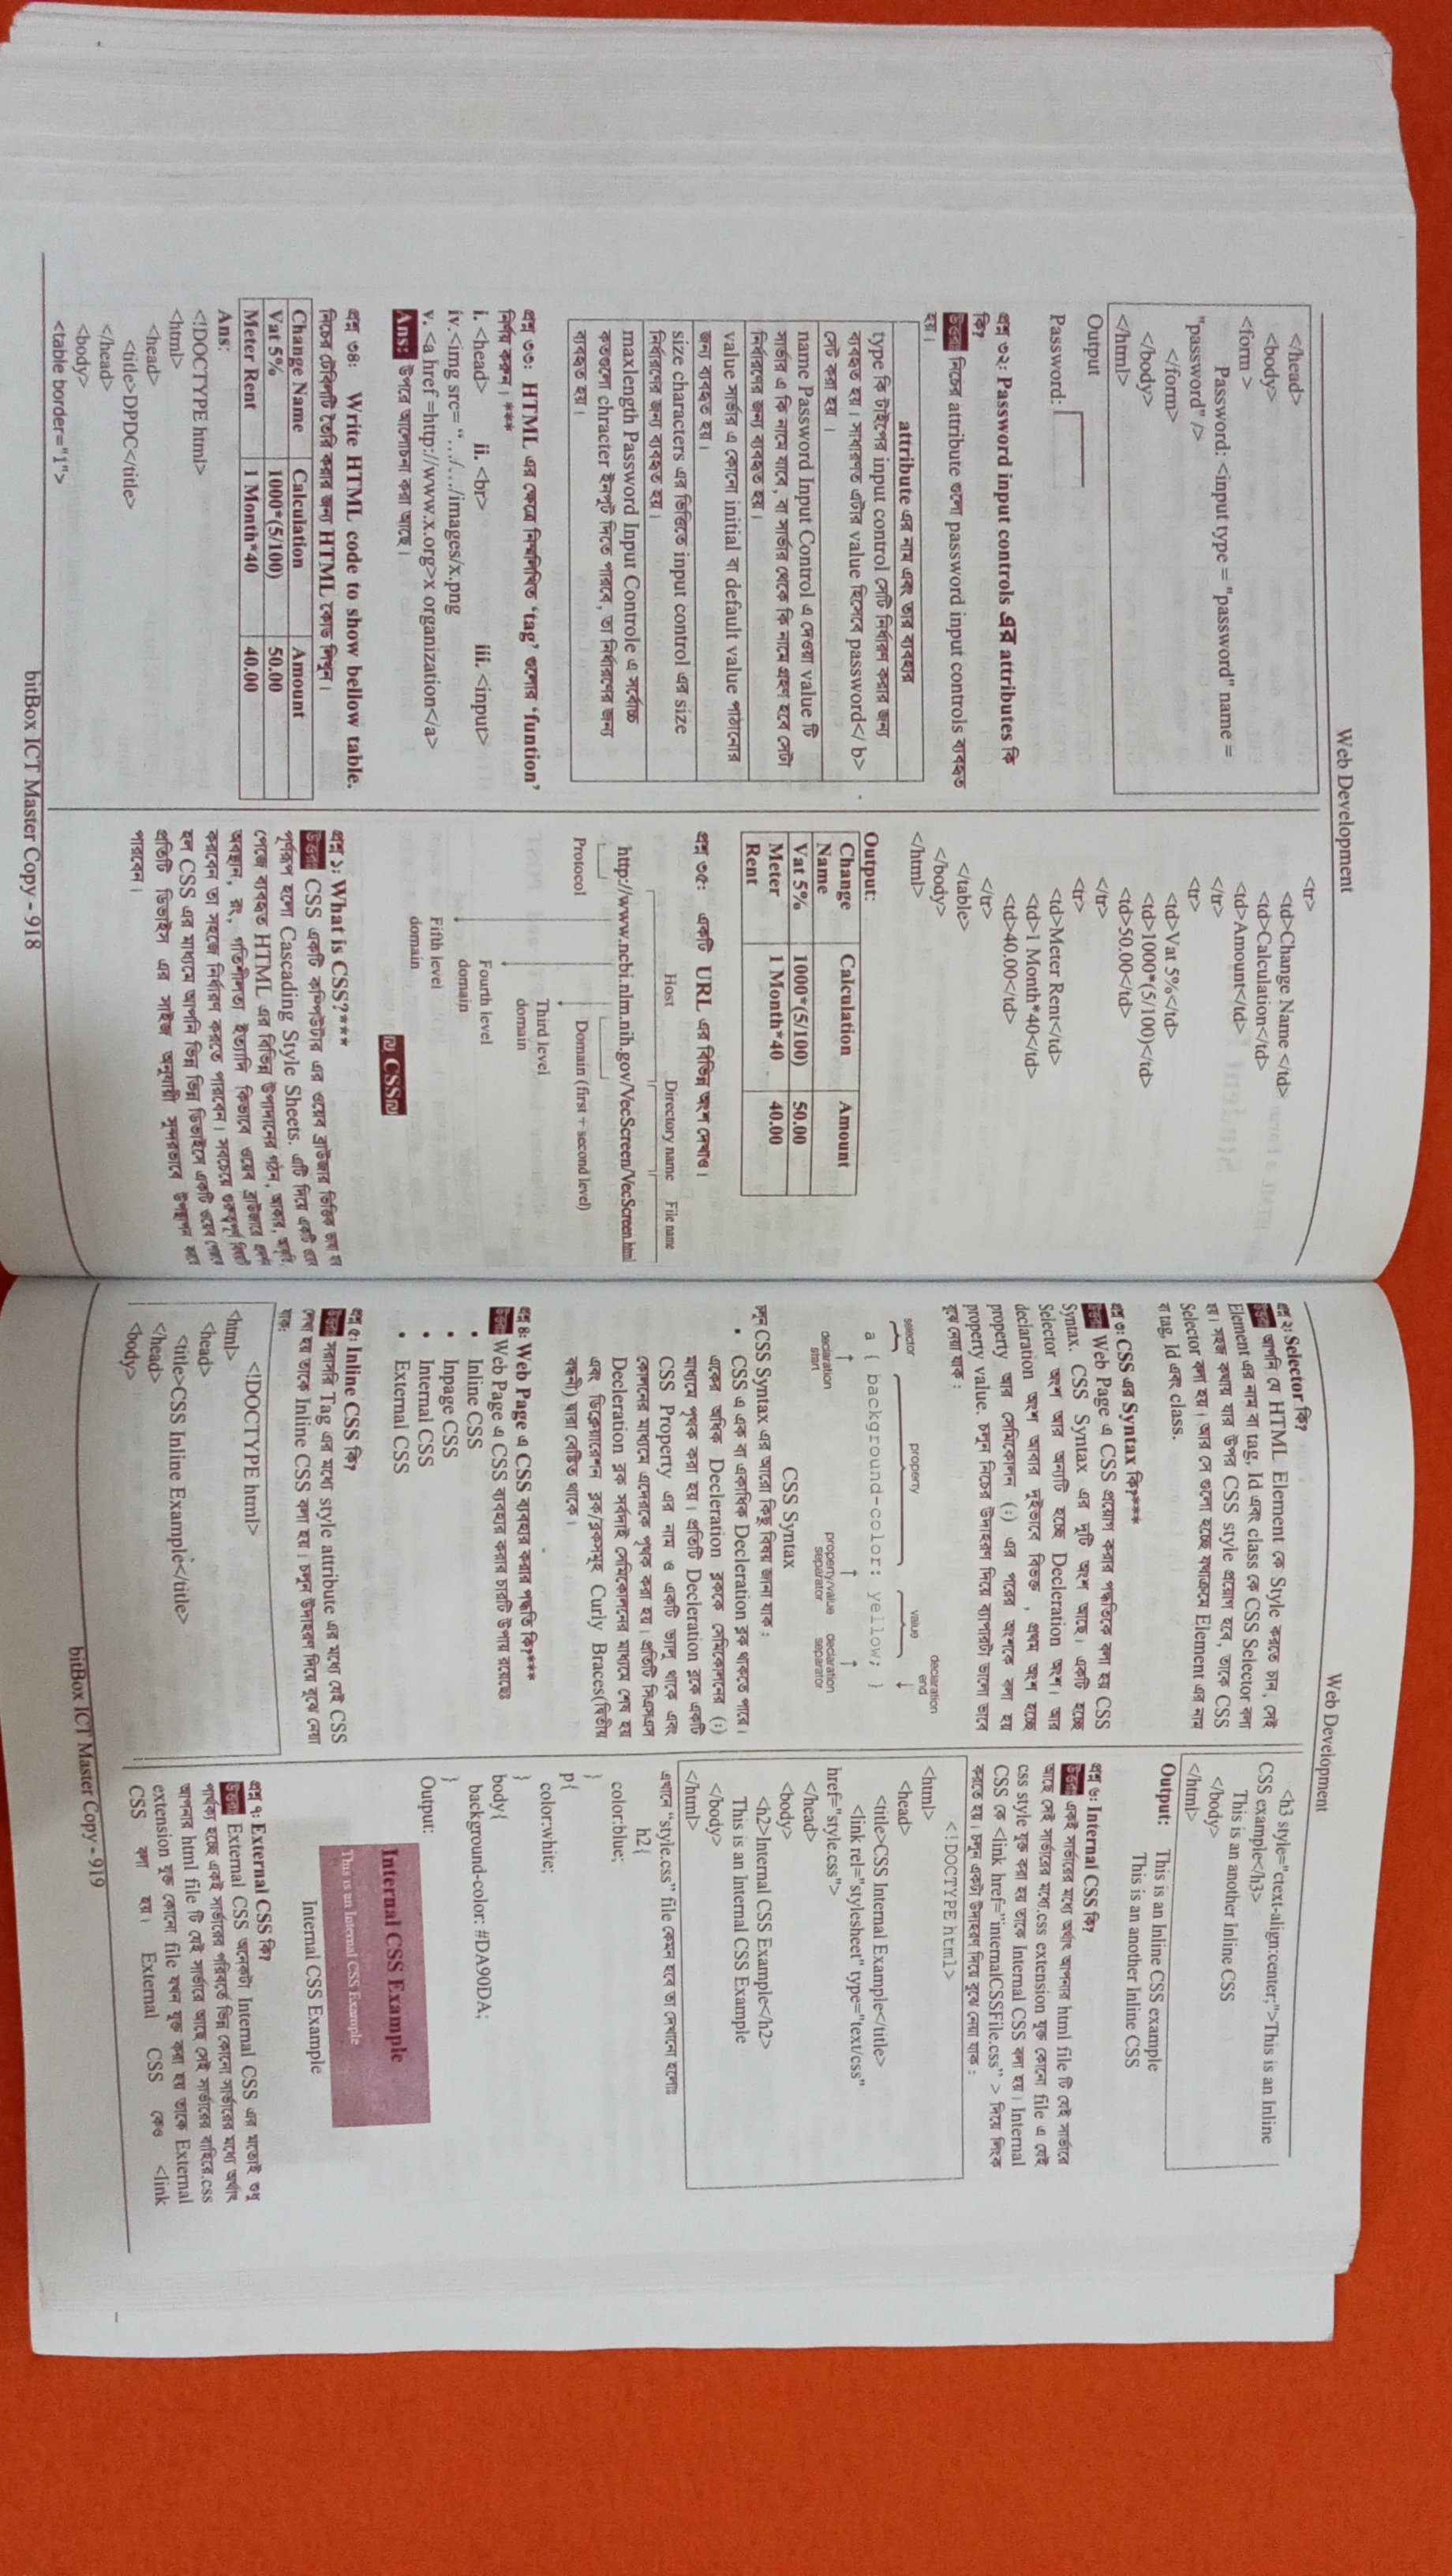 Web Development
</head>
<body>
<form >
Password: <input type = "password" name =
"password" />
</form>
</body>
</html>
Output
Password:
প্রশ্ন ৩২: Password input controls এর attributes কি
কি?
উত্তর: নিচের attribute গুলো password input controls ব্যবহৃত
হয়।
attribute এর নাম এবং তার ব্যবহার
type কি টাইপের input control সেটি নির্ধারণ করার জন্য
ব্যবহৃত হয়। সাধারণত এটার value হিসেবে password</ b>
সেট করা হয় ।
name Password Input Control এ দেওয়া value টি
সার্ভার এ কি নামে যাবে, বা সার্ভার থেকে কি নামে গ্রহণ হবে সেটা
নির্ধারণের জন্য ব্যবহৃত হয়।
value সার্ভার এ কোনো initial বা default value পাঠানোর
জন্য ব্যবহৃত হয়।
size characters এর ভিত্তিতে input control এর size
নির্ধারণের জন্য ব্যবহৃত হয়।
maxlength Password Input Controle এ সর্বোচ্চ
কতগুলো chracter ইনপুট দিতে পারবে, তা নির্ধারণের জন্য
ব্যবহৃত হয়।
প্রশ্ন ৩৩: HTML এর ক্ষেত্রে নিম্নলিখিত ‘tag’ গুলোর ‘funtion’
নির্ণয় করুন। ***
i. <head> ii. <br> iii. <input>
iv.<img src= “…/…/images/x.png
v. <a href =http://www.x.org>x organization</a>
Ans: উপরে আলোচনা করা আছে।
প্রশ্ন ৩৪: Write HTML code to show bellow table.
নিচের টেবিলটি তৈরি করার জন্য HTML কোড লিখুন।
Change Name Calculation Amount
Vat 5% 1000*(5/100) 50.00
Meter Rent 1 Month*40 40.00
Ans:
<!DOCTYPE html>
<html>
<head>
<title>DPDC</title>
</head>
<body>
<table border="1">
<tr>
<td>Change Name </td>
<td>Calculation</td>
<td>Amount</td>
</tr>
<tr>
<td>Vat 5%</td>
<td>1000*(5/100)</td>
<td>50.00</td>
</tr>
<tr>
<td>Meter Rent</td>
<td>1 Month*40</td>
<td>40.00</td>
</tr>
</table>
</body>
</html>
Output:
Change Calculation Amount
Name
Vat 5% 1000*(5/100) 50.00
Meter 1 Month*40 40.00
Rent
প্রশ্ন ৩৫: একটি URL এর বিভিন্ন অংশ দেখাও।
Host Directory name File name
http://www.ncbi.nlm.nih.gov/VecScreen/VecScreen.html
Protocol Domain (first + second level)
Third level
domain
Fourth level
domain
Fifth level
domain
CSS
প্রশ্ন ১: What is CSS?***
উত্তর: CSS একটি কম্পিউটার এর ওয়েব ব্রাউজার ভিত্তিক ভাষা যার
পূর্ণরূপ হলো Cascading Style Sheets. এটি দিয়ে একটি ওয়েব
পেজে ব্যবহৃত HTML এর বিভিন্ন উপাদানের গঠন, আকার, আকৃতি,
অবস্থান, রং, গতিশীলতা ইত্যাদি কিভাবে ওয়েব ব্রাউজারে প্রদর্শন
করবেন তা সহজে নির্ধারণ করতে পারবেন। সবচেয়ে গুরুত্বপূর্ণ বিষয়টি
হল CSS এর মাধ্যমে আপনি ভিন্ন ভিন্ন ডিভাইসে একটি ওয়েব পেজকে
প্রতিটি ডিভাইস এর সাইজ অনুযায়ী সুন্দরভাবে উপস্থাপন করতে
পারবেন।
bitBox ICT Master Copy - 918
Web Development
প্রশ্ন ২: Selector কি?
উত্তর: আপনি যে HTML Element কে Style করতে চান, সেই
Element এর নাম বা tag, Id এবং class কে CSS Selector বলা
হয়। সহজ কথায় যার উপর CSS style প্রয়োগ হবে, তাকে CSS
Selector বলা হয়। আর সে গুলো হচ্ছে যথাক্রমে Element এর নাম
বা tag, Id এবং class.
প্রশ্ন ৩: CSS এর Syntax কি?***
উত্তর: Web Page এ CSS প্রয়োগ করার পদ্ধতিকে বলা হয় CSS
Syntax. CSS Syntax এর দুটি অংশ আছে। একটি হচ্ছে
Selector অংশ আর অন্যটি হচ্ছে Decleration অংশ। আর
declaration অংশ আবার দুইভাবে বিভক্ত , প্রথম অংশ হচ্ছে
property আর সেমিকোলন (:) এর পরের অংশকে বলা হয়
property value. চলুন নিচের উদাহরণ দিয়ে ব্যাপারটা ভালো ভাবে
বুঝে নেয়া যাক :
declaration
end
selector property value
a { background-color: yellow; }
declaration property/value declaration
start separator separator
CSS Syntax
চলুন CSS Syntax এর আরো কিছু বিষয় জানা যাক :
▪ CSS এ এক বা একাধিক Decleration ব্লক থাকতে পারে।
একের অধিক Decleration ব্লককে সেমিকোলনের (:)
মাধ্যমে পৃথক করা হয়। প্রতিটি Decleration ব্লকে একটি
CSS Property এর নাম ও একটি ভ্যালু থাকে এবং
কোলনের মাধ্যমে এদেরকে পৃথক করা হয়। প্রতিটি সিএসএস
Decleration ব্লক সর্বদাই সেমিকোলনের মাধ্যমে শেষ হয়
এবং ডিক্লেয়ারেশন ব্লক/ব্লকসমূহ Curly Braces(দ্বিতীয়
বন্ধনী) দ্বারা বেষ্টিত থাকে।
প্রশ্ন ৪: Web Page এ CSS ব্যবহার করার পদ্ধতি কি?***
উত্তর: Web Page এ CSS ব্যবহার করার চারটি উপায় রয়েছেঃ
▪ Inline CSS
▪ Inpage CSS
▪ Internal CSS
▪ External CSS
প্রশ্ন ৫: Inline CSS কি?
উত্তর: সরাসরি Tag এর মধ্যে style attribute এর মধ্যে যেই CSS
লেখা হয় তাকে Inline CSS বলা হয়। চলুন উদাহরণ দিয়ে বুঝে নেয়া
যাক:
<!DOCTYPE html>
<html>
<head>
<title>CSS Inline Example</title>
</head>
<body>
<h3 style="ctext-align:center;">This is an Inline
CSS example</h3>
This is an another Inline CSS
</body>
</html>
Output: This is an Inline CSS example
This is an another Inline CSS
প্রশ্ন ৬: Internal CSS কি?
উত্তর: একই সার্ভারের মধ্যে অর্থাৎ আপনার html file টি যেই সার্ভারে
আছে সেই সার্ভারের মধ্যে.css extension যুক্ত কোনো file এ যেই
css style যুক্ত করা হয় তাকে Internal CSS বলা হয়। Internal
CSS কে <link href=”internalCSSFile.css” > দিয়ে লিংক
করতে হয়। চলুন একটা উদাহরণ দিয়ে বুঝে নেয়া যাক :
<!DOCTYPE html>
<html>
<head>
<title>CSS Internal Example</title>
<link rel="stylesheet" type="text/css"
href="style.css">
</head>
<body>
<h2>Internal CSS Example</h2>
This is an Internal CSS Example
</body>
</html>
এখানে “style.css” file কেমন হবে তা দেখানো হলোঃ
h2{
color:blue;
}
p{
color:white;
}
body{
background-color: #DA90DA;
}
Output:
Internal CSS Example
This is an Internal CSS Example
Internal CSS Example
প্রশ্ন ৭: External CSS কি?
উত্তর: External CSS অনেকটা Internal CSS এর মতোই শুধু
পার্থক্য হচ্ছে একই সার্ভারের পরিবর্তে ভিন্ন কোনো সার্ভারের মধ্যে অর্থাৎ
আপনার html file টি যেই সার্ভারে আছে সেই সার্ভারের বাহিরে.css
extension যুক্ত কোনো file যখন যুক্ত করা হয় তাকে External
CSS বলা হয়। External CSS কেও <link
bitBox ICT Master Copy - 919